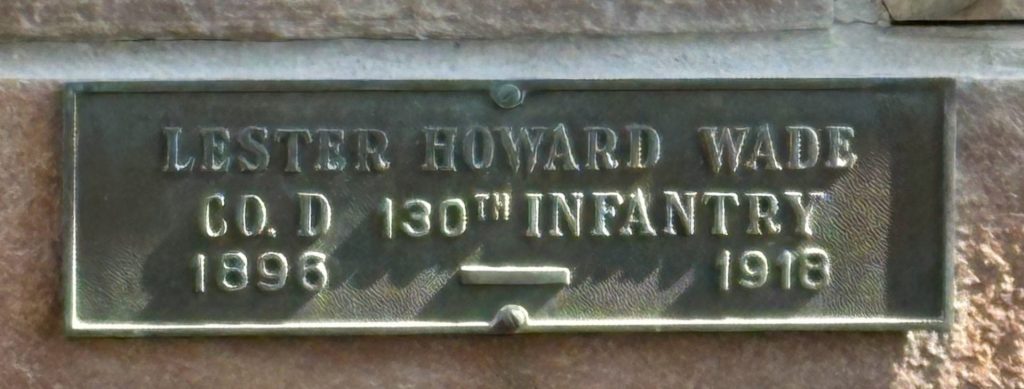 LESTER HOWARD WADE
CO. D 130TH INFANTRY
1896 — 1918